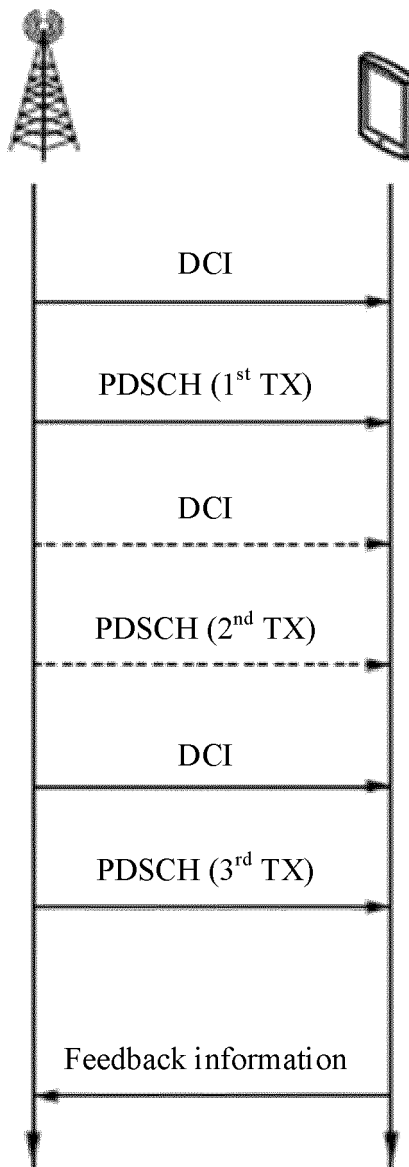 DCI
PDSCH (1st TX)
DCI
PDSCH (2nd TX)
DCI
PDSCH (3rd TX)
Feedback information